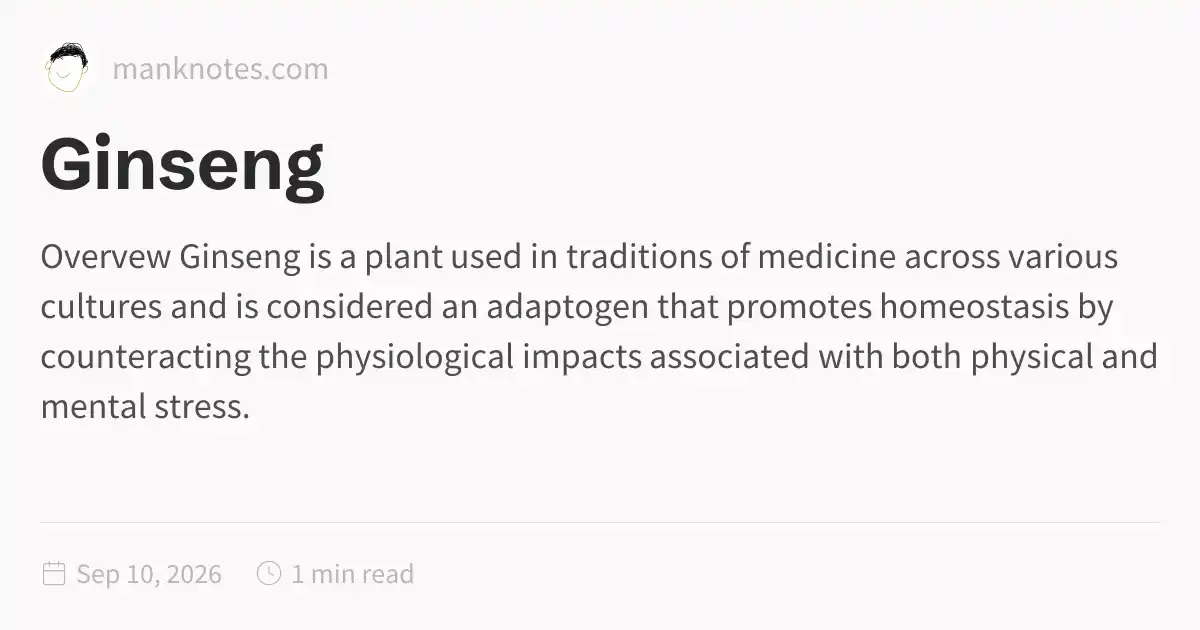 manknotes.com
Ginseng
Overvew Ginseng is a plant used in traditions of medicine across various
cultures and is considered an adaptogen that promotes homeostasis by
counteracting the physiological impacts associated with both physical and
mental stress.
Sep 10, 2026 1 min read